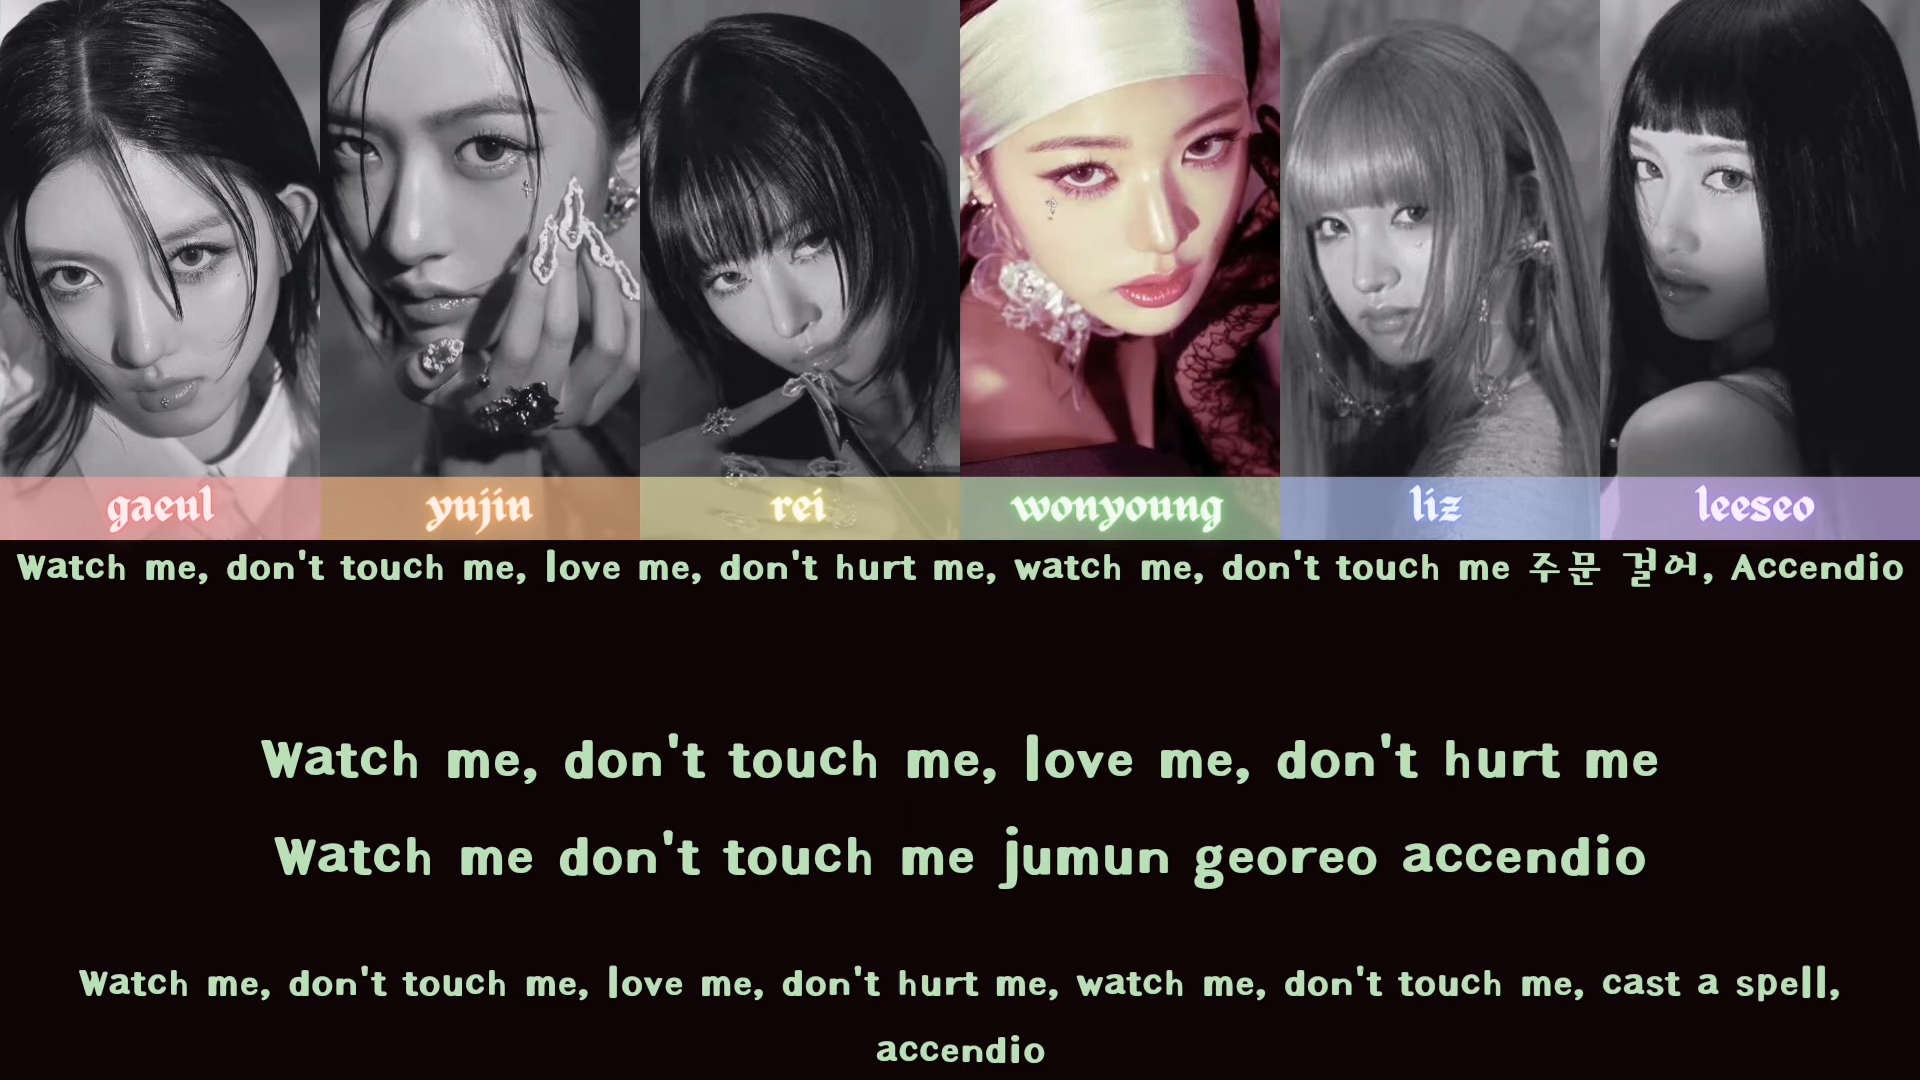 gaeul
yujin
rei
wonyoung
liz
leeseo
Watch me, don't touch me, love me, don't hurt me, watch me, don't touch me 주문 걸어, Accendio
Watch me, don't touch me, love me, don't hurt me
Watch me don't touch me jumun georeo accendio
Watch me, don't touch me, love me, don't hurt me, watch me, don't touch me, cast a spell,
accendio